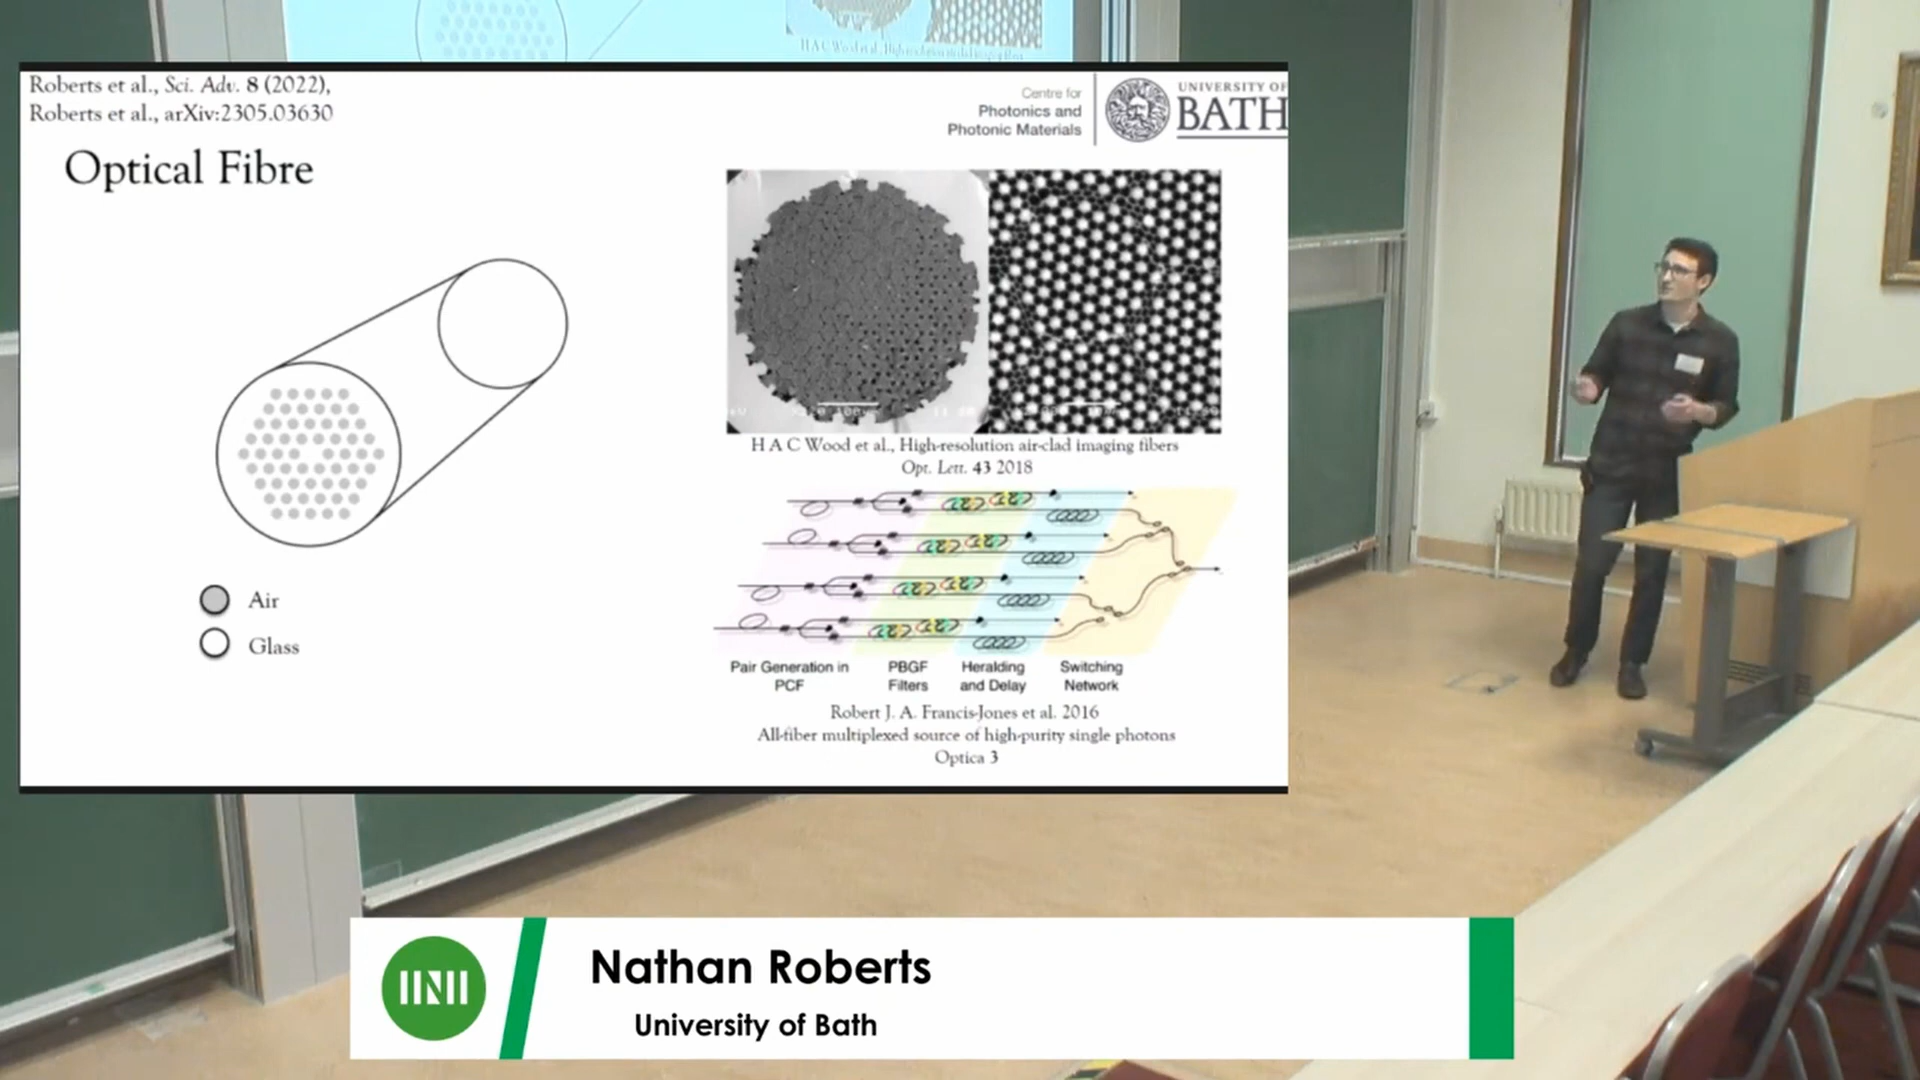 Roberts et al., Sci. Adv. 8 (2022),
Roberts et al., arXiv:2305.03630
Centre for
Photonics and
Photonic Materials
UNIVERSITY OF
BATH
Optical Fibre
H A C Wood et al., High-resolution air-clad imaging fibers
Opt. Lett. 43 2018
Air
Glass
Pair Generation in
PCF
PBGF
Filters
Heralding
and Delay
Switching
Network
Robert J. A. Francis-Jones et al. 2016
All-fiber multiplexed source of high-purity single photons
Optica 3
Nathan Roberts
University of Bath